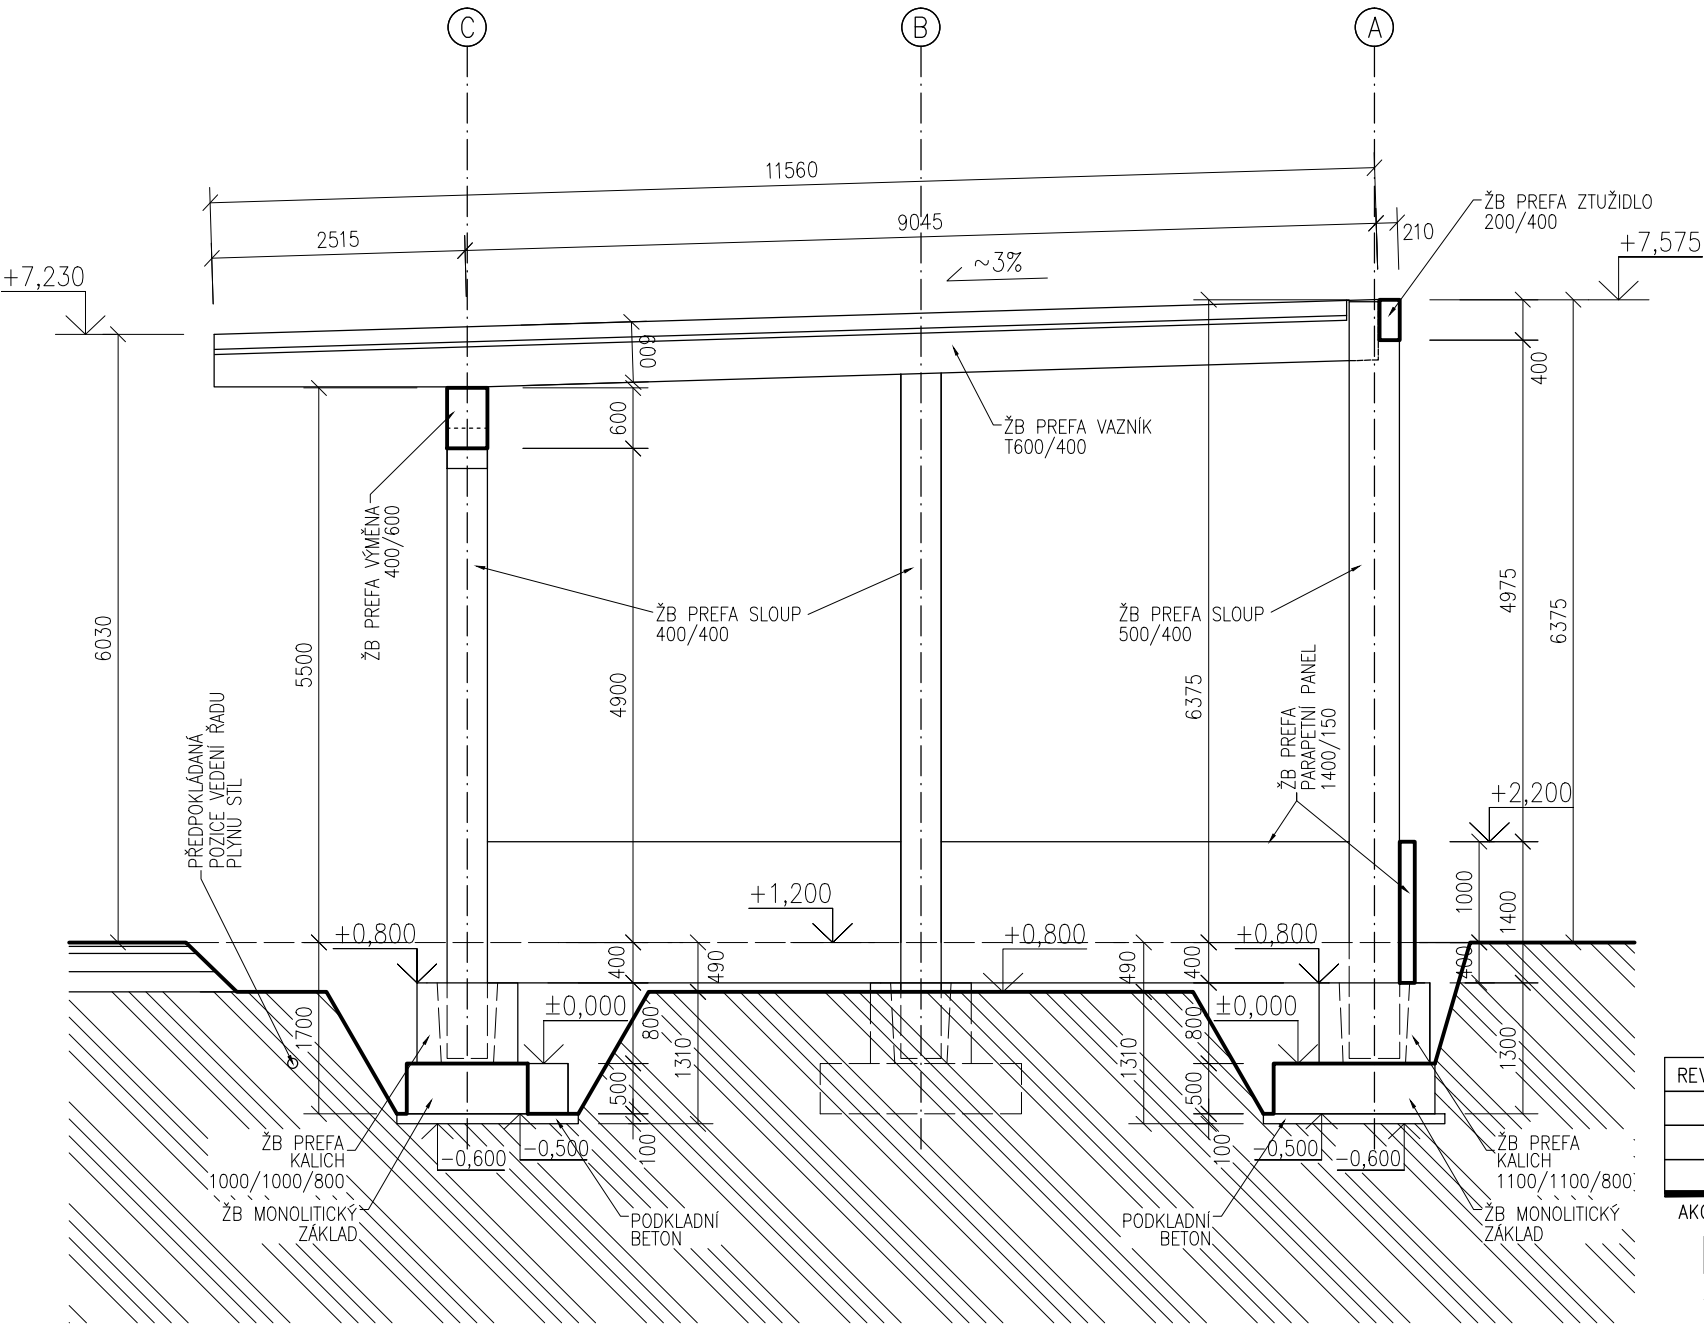 C
B
A
11560
2515
9045
210
ŽB PREFA ZTUŽIDLO
200/400
+7,230
~3%
+7,575
600
400
600
ŽB PREFA VAZNÍK
T600/400
ŽB PREFA VÝMĚNA
400/600
ŽB PREFA SLOUP
400/400
ŽB PREFA SLOUP
500/400
6030
5500
4900
6375
4975
6375
PŘEDPOKLÁDANÁ
POZICE VEDENÍ ŘADU
PLYNU STL
ŽB PREFA
PARAPETNÍ PANEL
1400/150
+2,200
+1,200
1000
1400
+0,800
+0,800
+0,800
400
490
490
400
400
±0,000
±0,000
1700
800
1310
1310
800
1300
500
500
100
100
-0,600
-0,500
-0,500
-0,600
ŽB PREFA
KALICH
1000/1000/800
ŽB MONOLITICKÝ
ZÁKLAD
PODKLADNÍ
BETON
PODKLADNÍ
BETON
ŽB PREFA
KALICH
1100/1100/800
ŽB MONOLITICKÝ
ZÁKLAD
REV
AKC